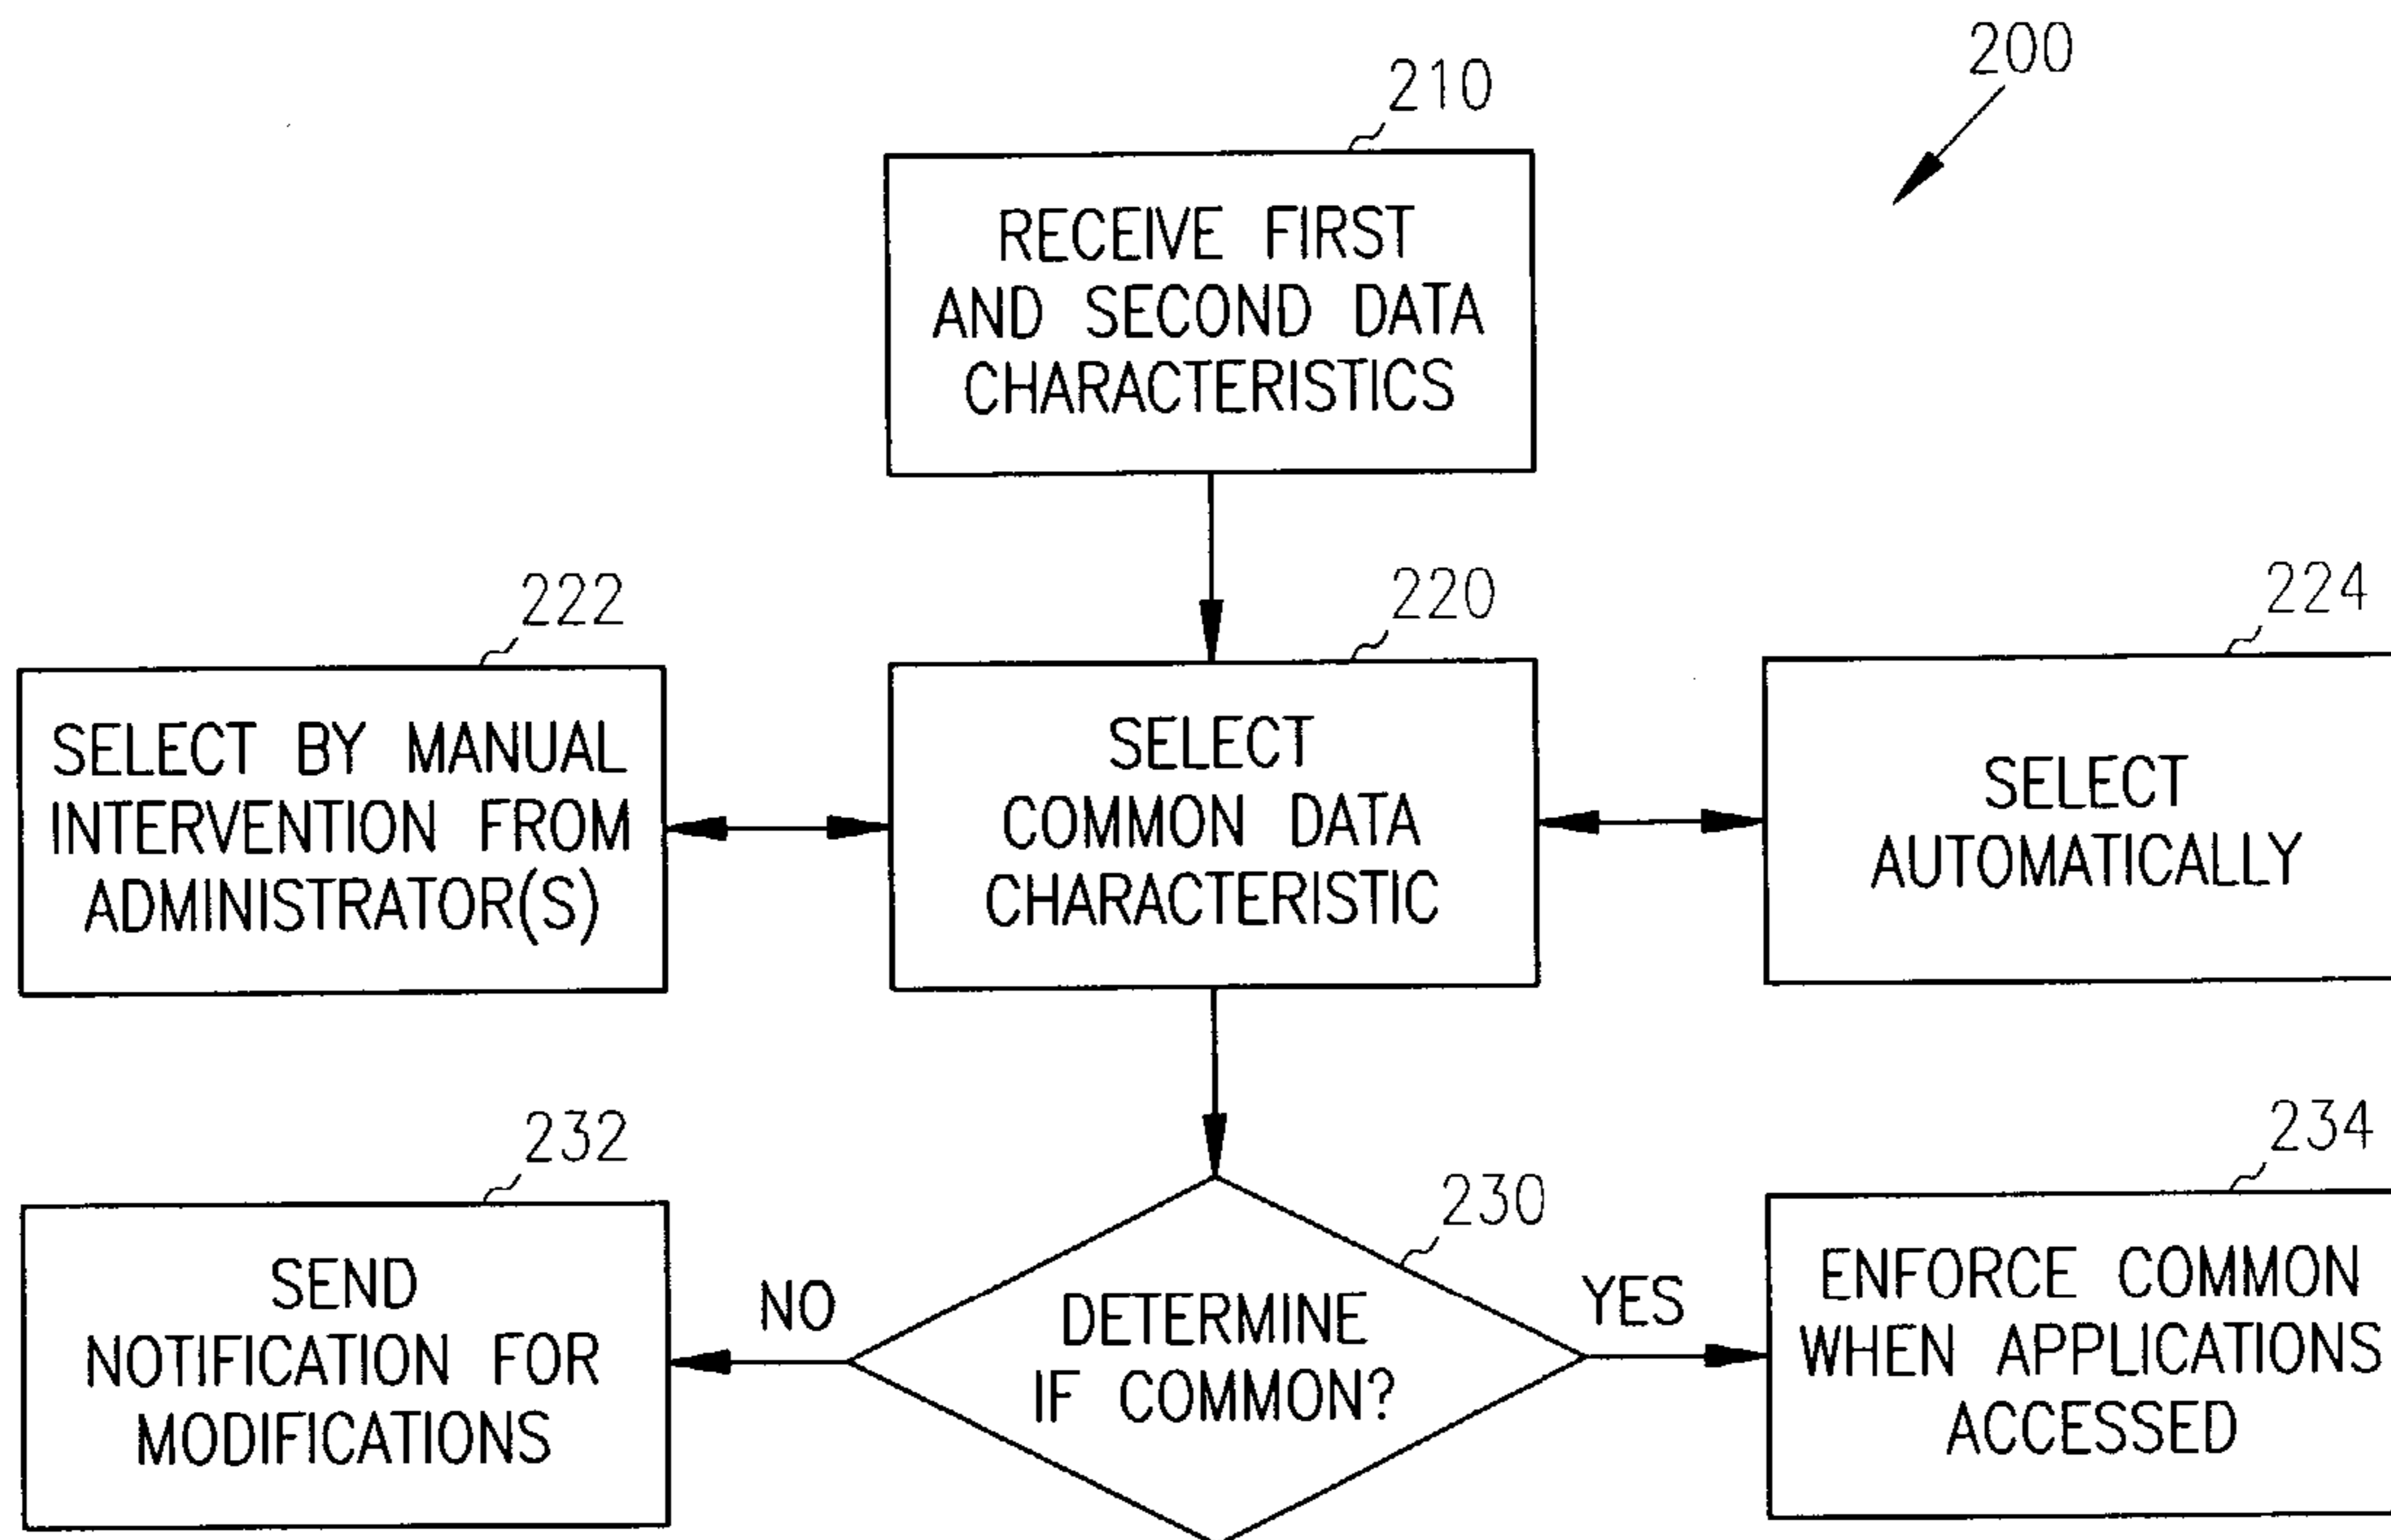 200
210
RECEIVE FIRST
AND SECOND DATA
CHARACTERISTICS
222
SELECT BY MANUAL
INTERVENTION FROM
ADMINISTRATOR(S)
220
SELECT
COMMON DATA
CHARACTERISTIC
224
SELECT
AUTOMATICALLY
232
SEND
NOTIFICATION FOR
MODIFICATIONS
NO
230
DETERMINE
IF COMMON?
YES
234
ENFORCE COMMON
WHEN APPLICATIONS
ACCESSED